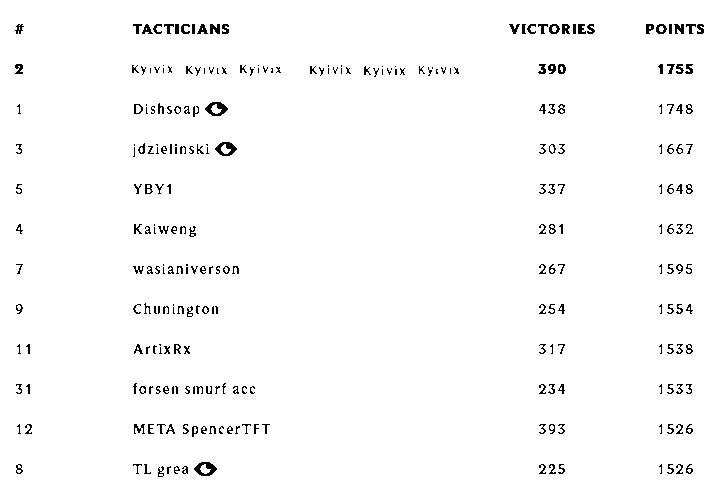 # TACTICIANS VICTORIES POINTS
2 Kyivix Kyivix Kyivix Kyivix Kyivix Kyivix 390 1755
1 Dishsoap 438 1748
3 jdzielinski 303 1667
5 YBY1 337 1648
4 Kaiweng 281 1632
7 wasianiverson 267 1595
9 Chunington 254 1554
11 ArtixRx 317 1538
31 forsen smurf acc 234 1533
12 META SpencerTFT 393 1526
8 TL grea 225 1526